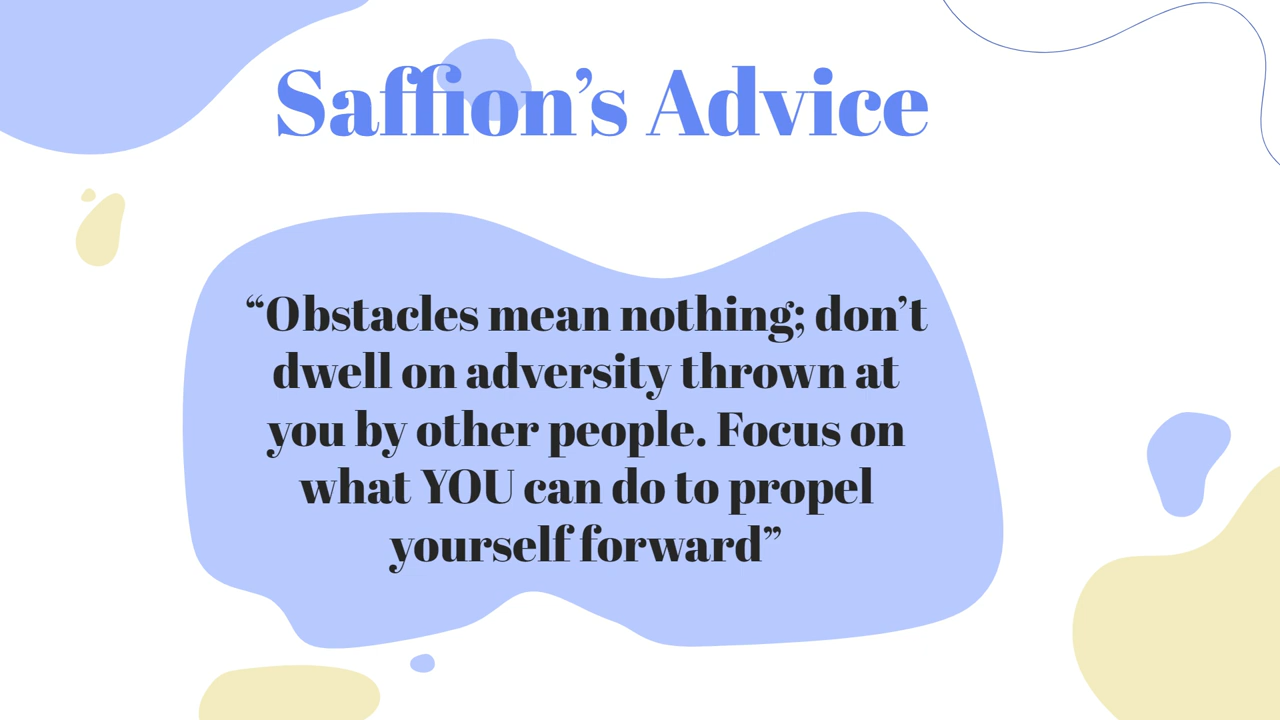 Saffion’s Advice
“Obstacles mean nothing; don’t
dwell on adversity thrown at
you by other people. Focus on
what YOU can do to propel
yourself forward”